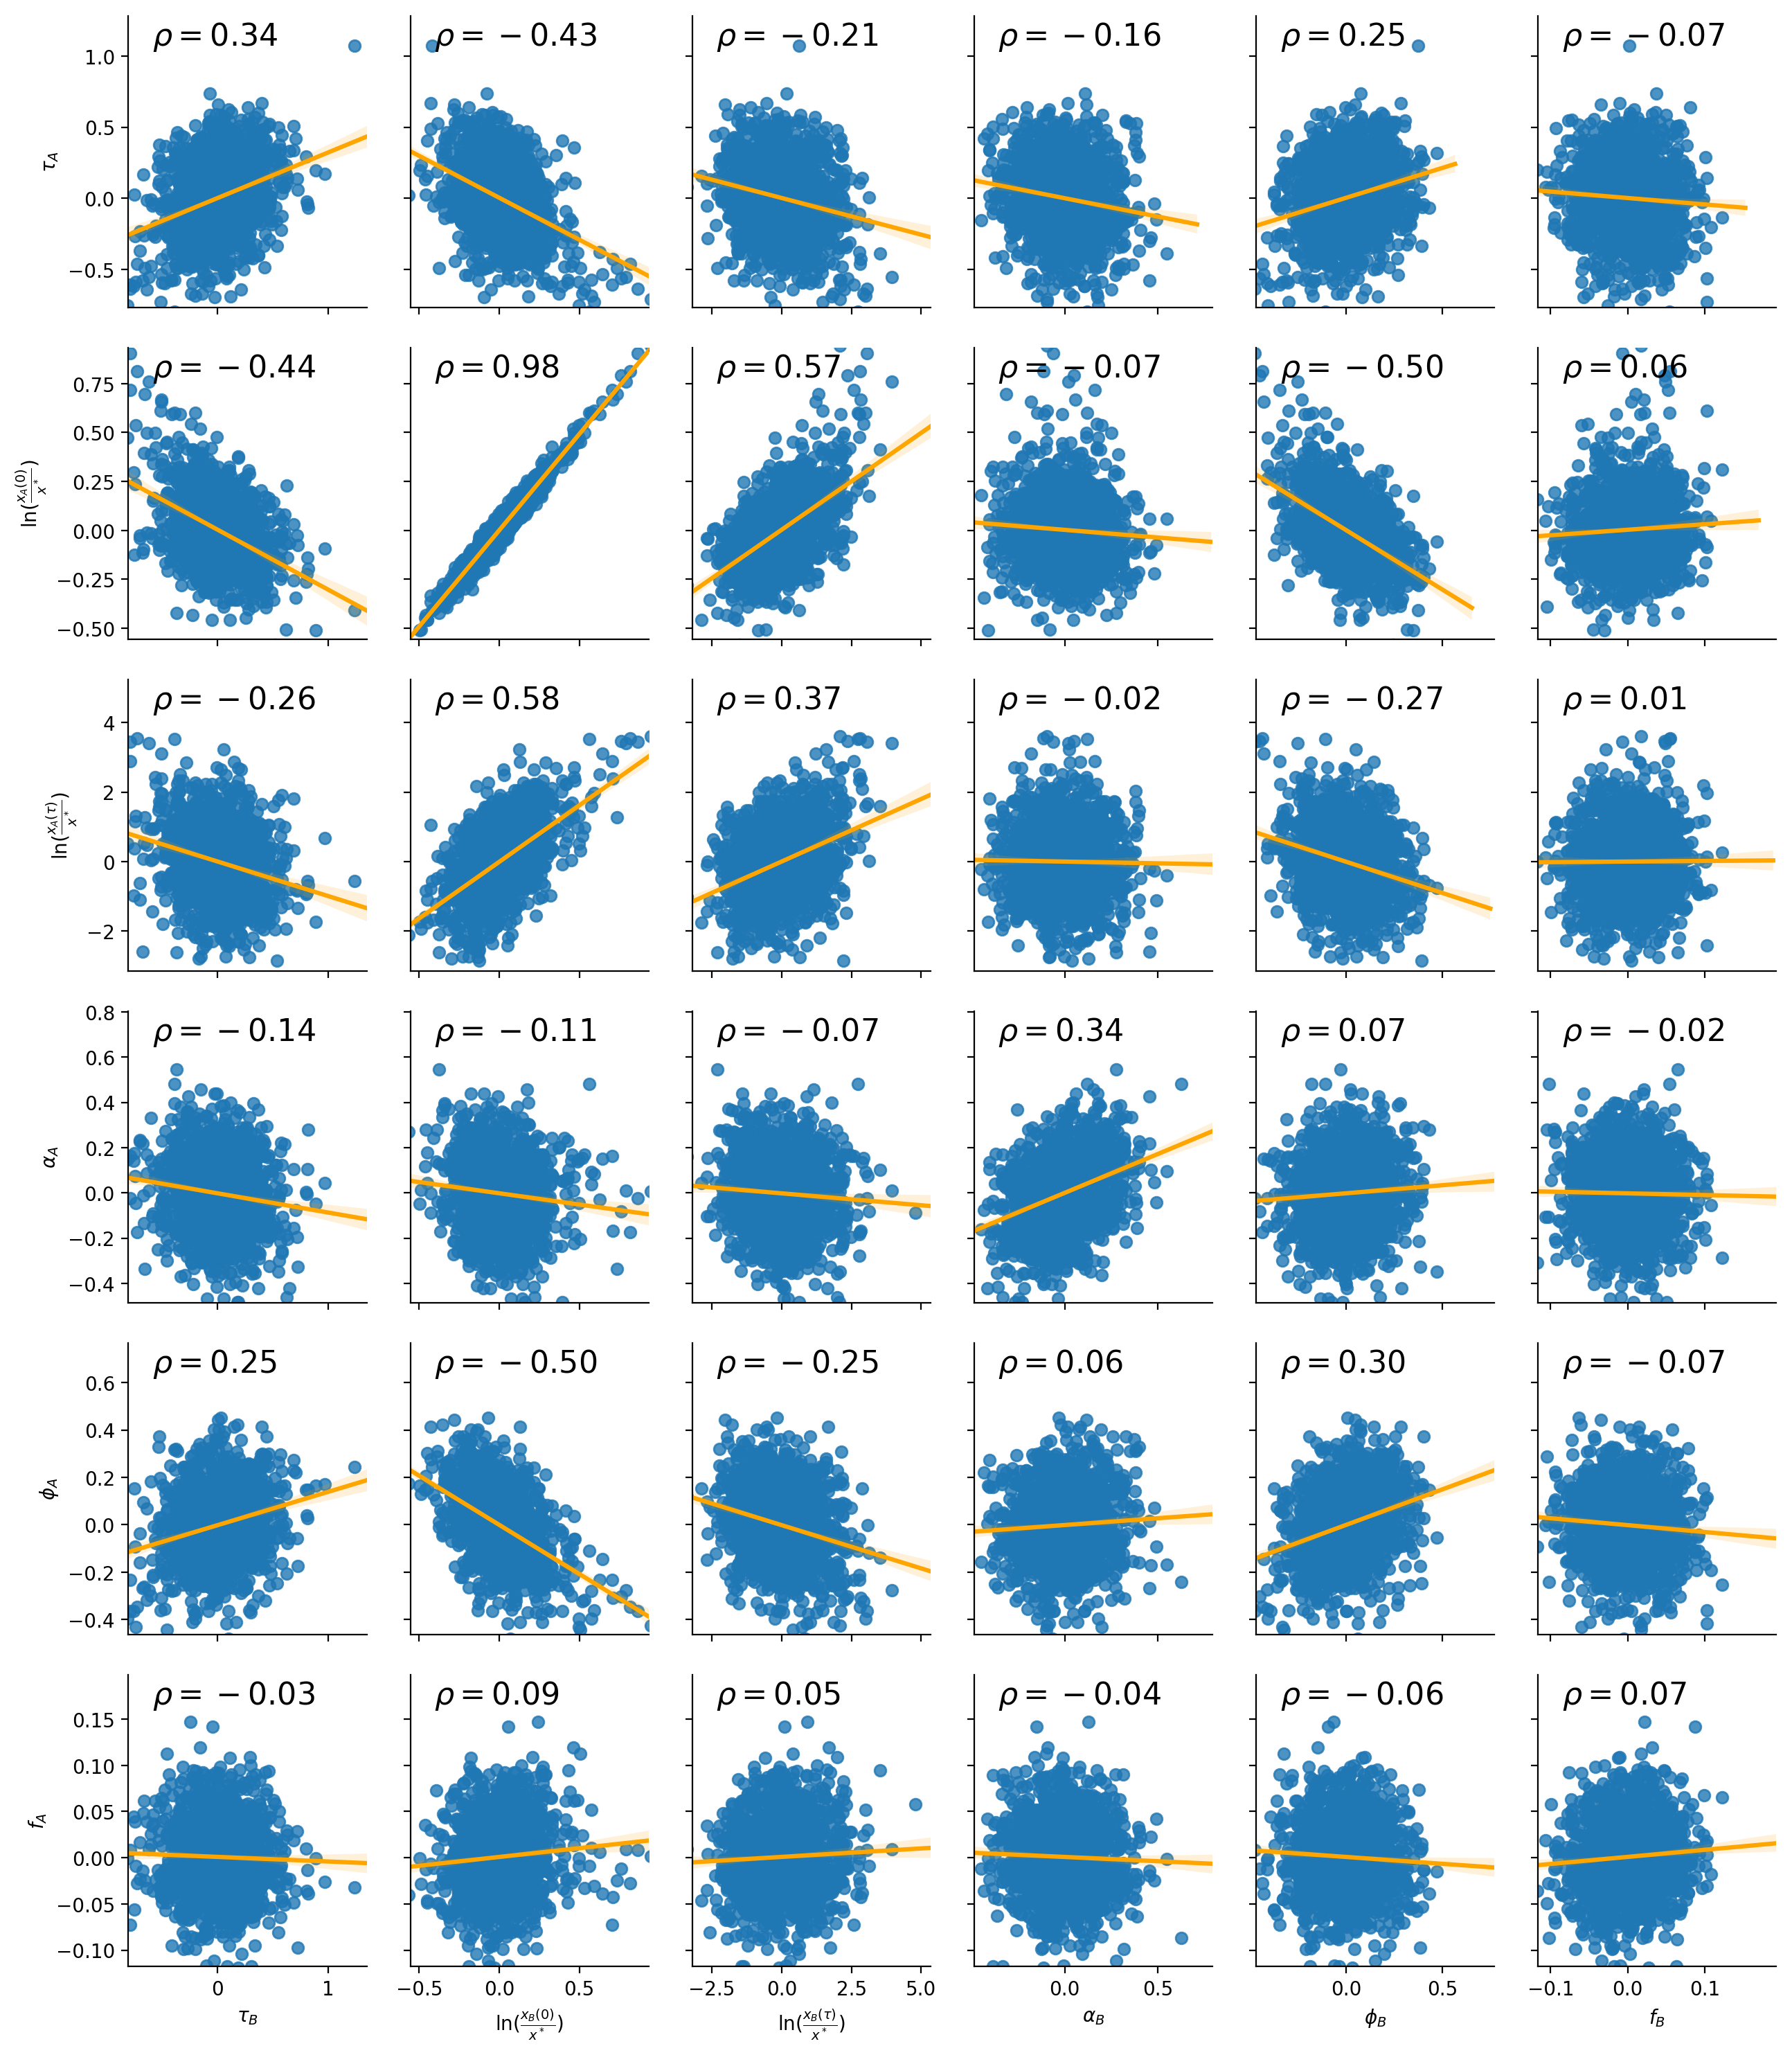 ρ = 0.34 ρ = − 0.43 ρ = − 0.21 ρ = − 0.16 ρ = 0.25 ρ = − 0.07
1.0
0.5
0.0
−0.5
τ_A
ρ = − 0.44 ρ = 0.98 ρ = 0.57 ρ = − 0.07 ρ = − 0.50 ρ = 0.06
0.75
0.50
0.25
0.00
−0.25
−0.50
ln(x_A(0)/x*)
ρ = − 0.26 ρ = 0.58 ρ = 0.37 ρ = − 0.02 ρ = − 0.27 ρ = 0.01
4
2
0
−2
ln(x_A(τ)/x*)
ρ = − 0.14 ρ = − 0.11 ρ = − 0.07 ρ = 0.34 ρ = 0.07 ρ = − 0.02
0.8
0.6
0.4
0.2
0.0
−0.2
−0.4
α_A
ρ = 0.25 ρ = − 0.50 ρ = − 0.25 ρ = 0.06 ρ = 0.30 ρ = − 0.07
0.6
0.4
0.2
0.0
−0.2
−0.4
ϕ_A
ρ = − 0.03 ρ = 0.09 ρ = 0.05 ρ = − 0.04 ρ = − 0.06 ρ = 0.07
0.15
0.10
0.05
0.00
−0.05
−0.10
f_A
0 1 −0.5 0.0 0.5 −2.5 0.0 2.5 5.0 0.0 0.5 0.0 0.5 −0.1 0.0 0.1
τ_B ln(x_B(0)/x*) ln(x_B(τ)/x*) α_B ϕ_B f_B